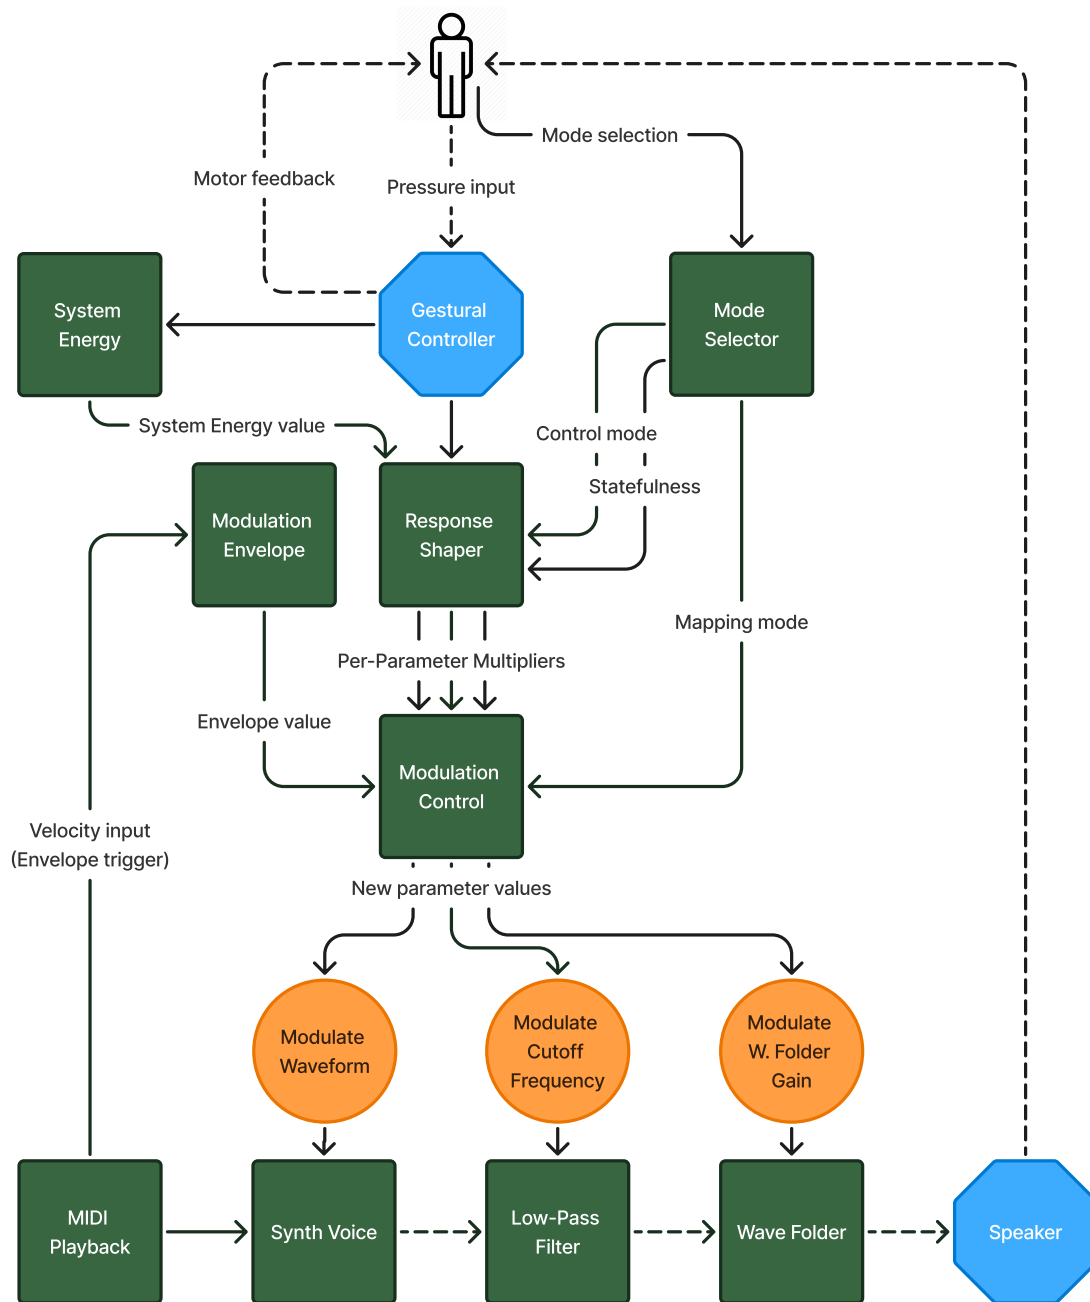 Mode selection
Motor feedback
Pressure input
System
Energy
Gestural
Controller
Mode
Selector
System Energy value
Control mode
Statefulness
Modulation
Envelope
Response
Shaper
Mapping mode
Per-Parameter Multipliers
Envelope value
Modulation
Control
Velocity input
(Envelope trigger)
New parameter values
Modulate
Waveform
Modulate
Cutoff
Frequency
Modulate
W. Folder
Gain
MIDI
Playback
Synth Voice
Low-Pass
Filter
Wave Folder
Speaker